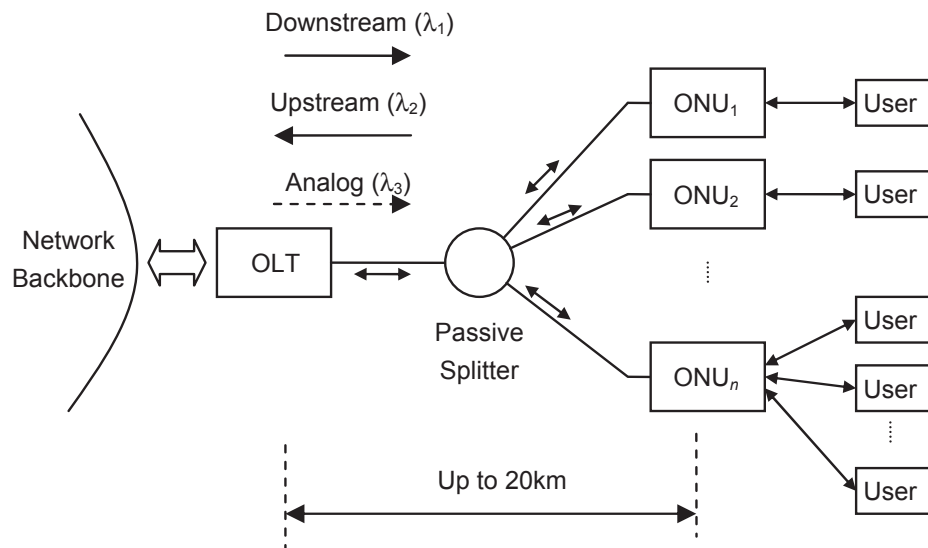 Downstream (λ₁)
Upstream (λ₂)
Analog (λ₃)
Network
Backbone
OLT
Passive
Splitter
ONU₁
User
ONU₂
User
ONUₙ
User
User
User
Up to 20km